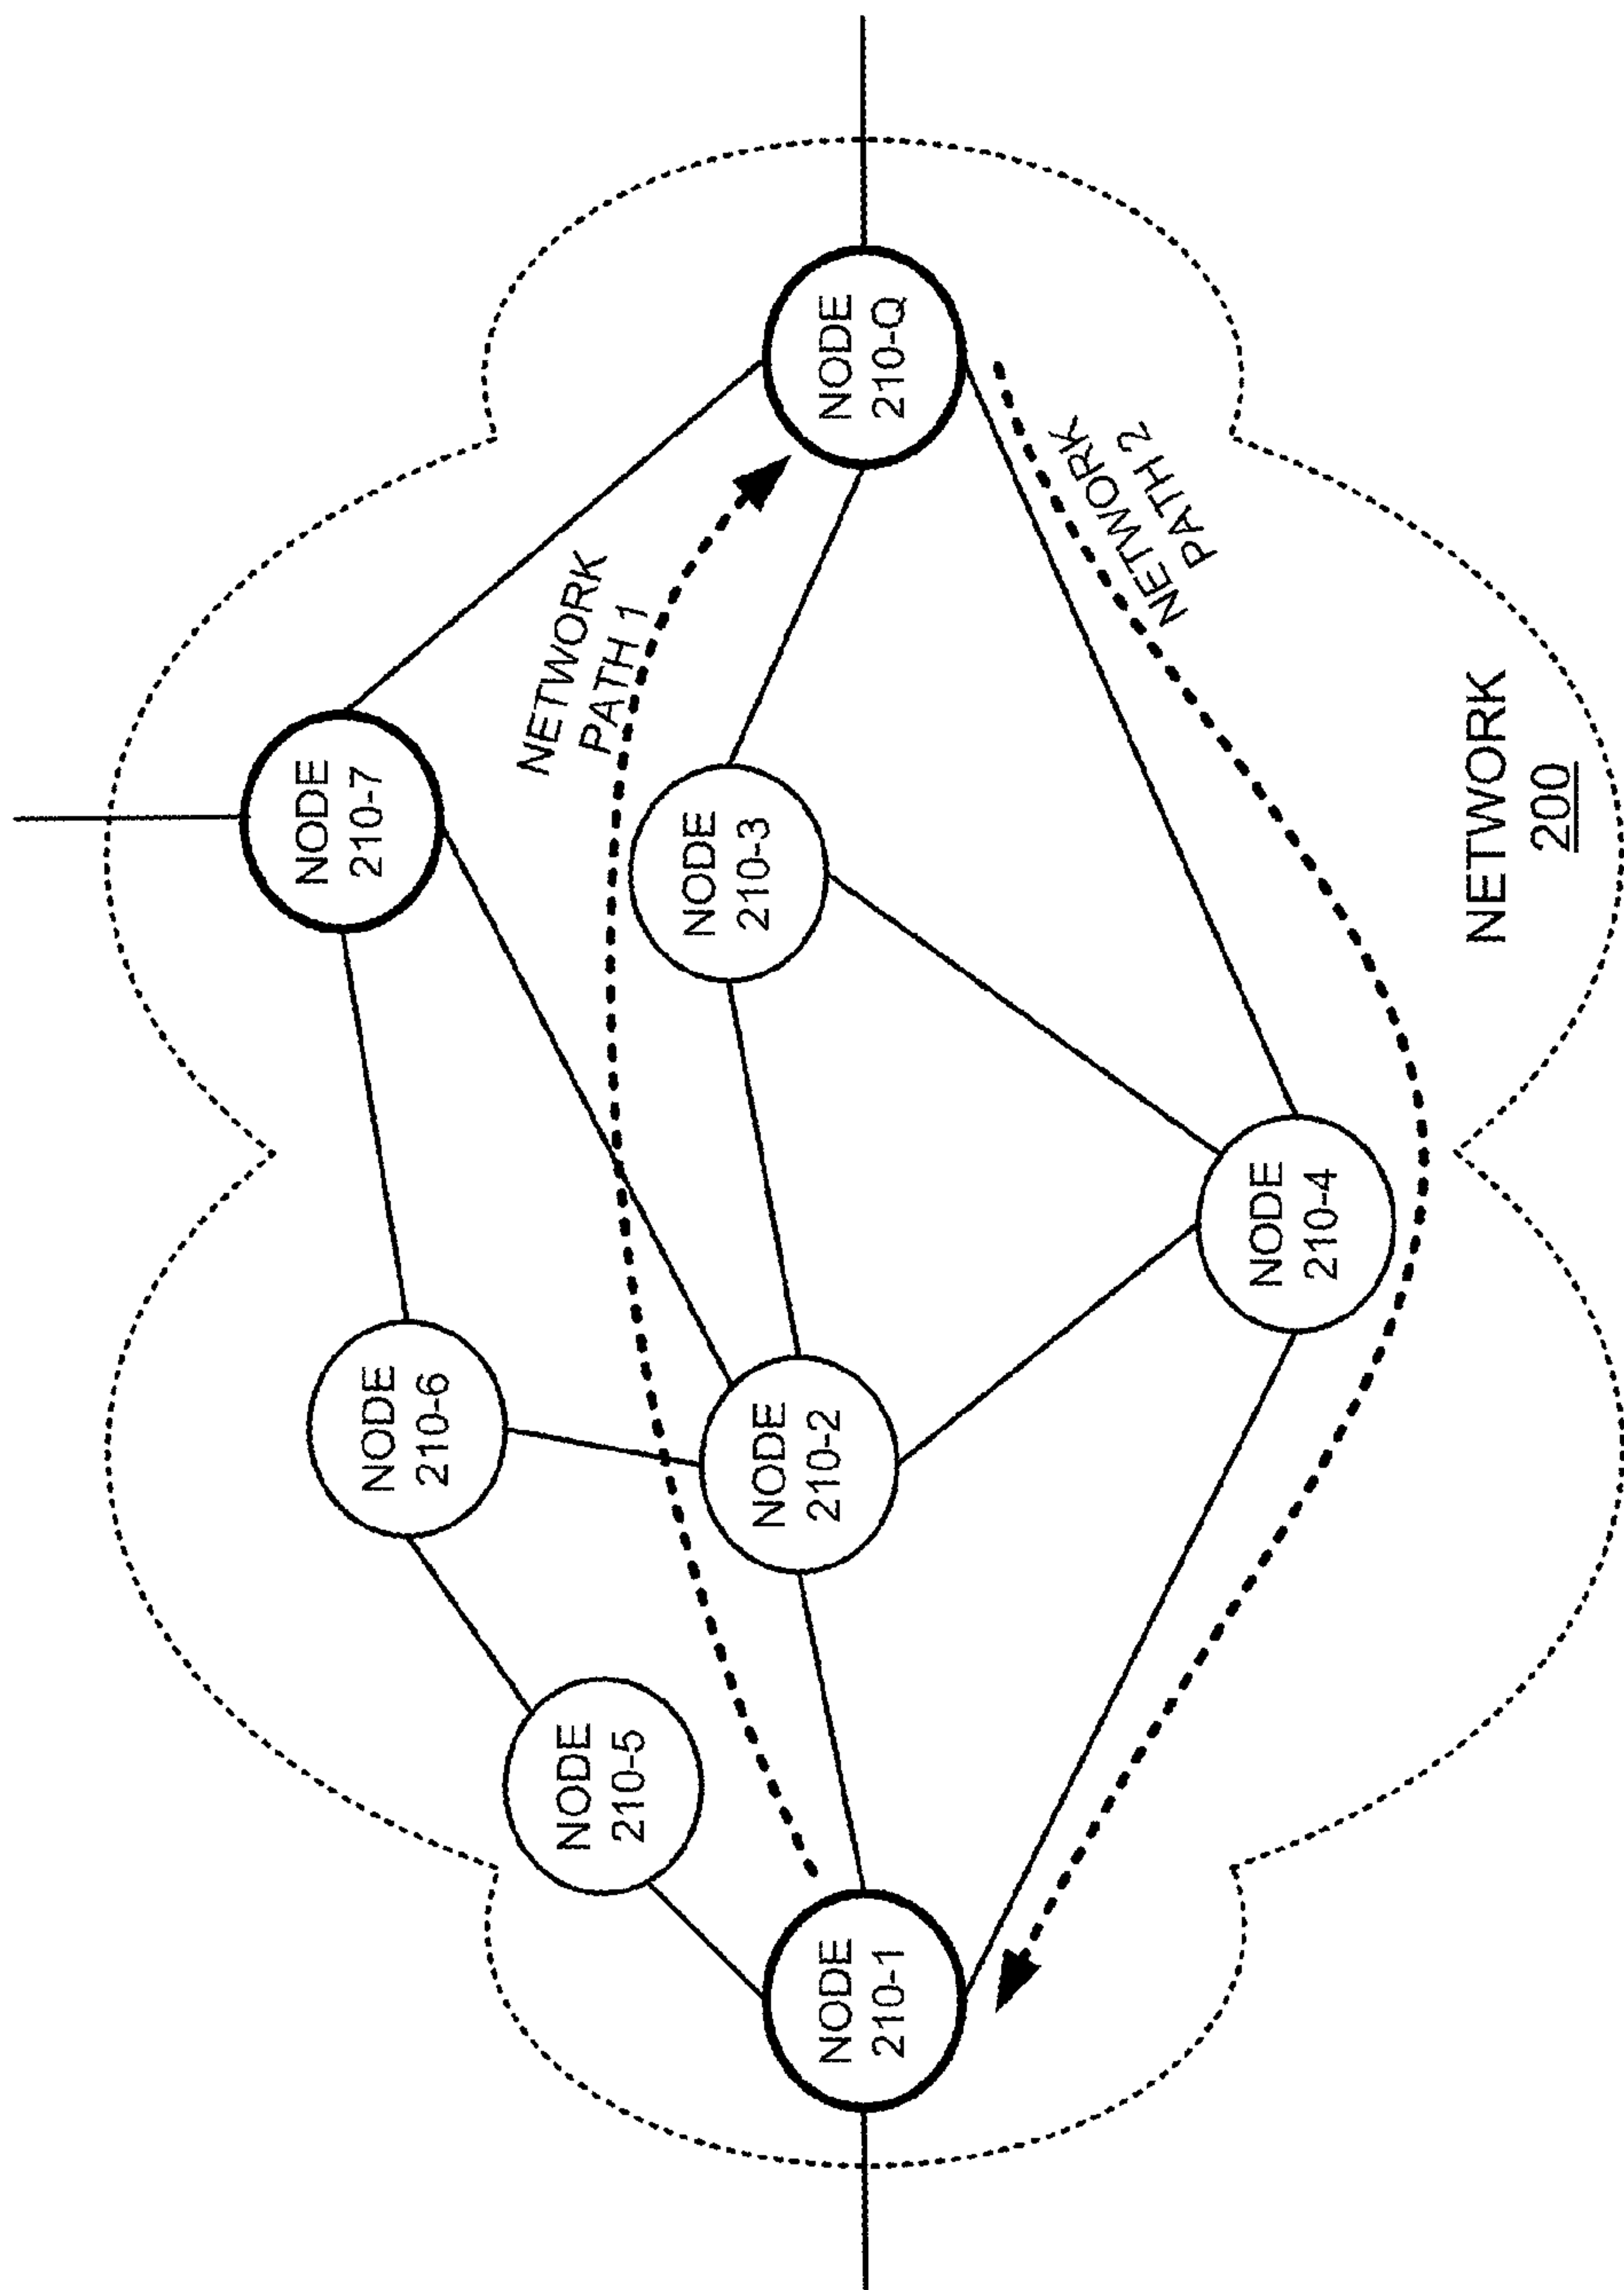 NODE
210-7
NODE
210-6
NODE
210-5
NETWORK
PATH 1
NODE
210-3
NODE
210-2
NODE
210-1
NODE
210-Q
NETWORK
PATH 2
NODE
210-4
NETWORK
200